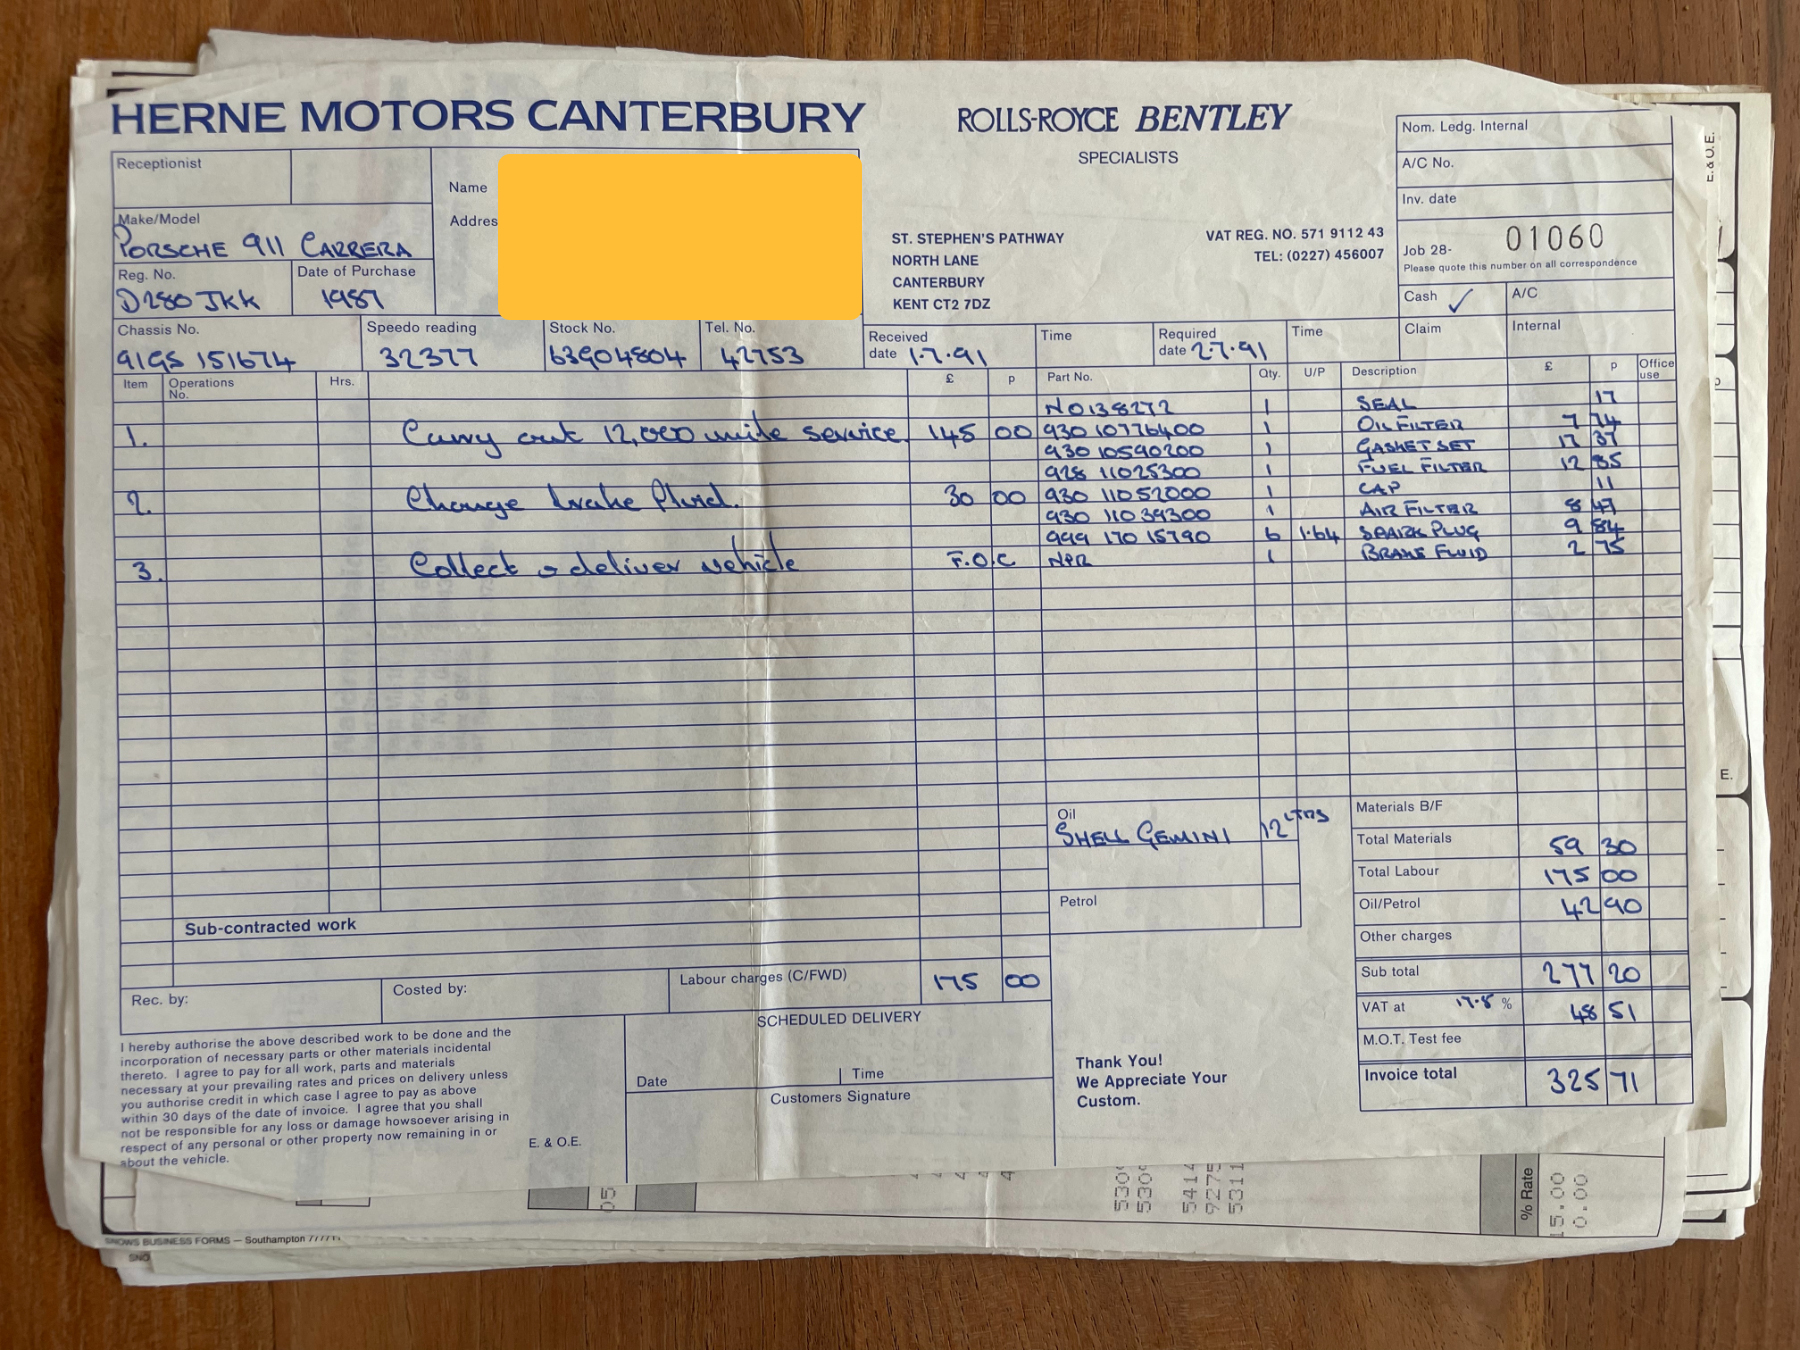 HERNE MOTORS CANTERBURY
ROLLS-ROYCE BENTLEY
SPECIALISTS
Nom. Ledg. Internal
A/C No.
Inv. date
Job 28- 01060
Please quote this number on all correspondence
Cash ✓ A/C
Claim Internal
Receptionist
Name
Addres
Make/Model
PORSCHE 911 CARRERA
Reg. No. Date of Purchase
D280 JKK 1987
ST. STEPHEN'S PATHWAY
NORTH LANE
CANTERBURY
KENT CT2 7DZ
VAT REG. NO. 571 9112 43
TEL: (0227) 456007
Chassis No. Speedo reading Stock No. Tel. No.
91GS 151674 32377 63904804 42753
Received date 1.7.91 Time Required date 2.7.91 Time
Item Operations No. Hrs. £ p Part No. Qty. U/P Description £ p Office use
N0138272 1 SEAL 17
1. Carry out 12,000 mile service 145 00 930 10776400 1 OIL FILTER 7 74
930 10590200 1 GASKET SET 17 37
928 11025300 1 FUEL FILTER 12 85
2. Change brake fluid. 30 00 930 11052000 1 CAP 11
930 11039300 1 AIR FILTER 8 47
999 170 15790 6 1.64 SPARK PLUG 9 84
3. Collect & deliver vehicle F.O.C NPR 1 BRAKE FLUID 2 75
Oil
SHELL GEMINI 12 LTRS
Petrol
Materials B/F
Total Materials 59 30
Total Labour 175 00
Oil/Petrol 42 90
Other charges
Sub total 277 20
VAT at 17.5 % 48 51
M.O.T. Test fee
Invoice total 325 71
Sub-contracted work
Rec. by: Costed by: Labour charges (C/FWD) 175 00
I hereby authorise the above described work to be done and the
incorporation of necessary parts or other materials incidental
thereto. I agree to pay for all work, parts and materials
necessary at your prevailing rates and prices on delivery unless
you authorise credit in which case I agree to pay as above
within 30 days of the date of invoice. I agree that you shall
not be responsible for any loss or damage howsoever arising in
respect of any personal or other property now remaining in or
about the vehicle.
E. & O.E.
SCHEDULED DELIVERY
Date Time
Customers Signature
Thank You!
We Appreciate Your
Custom.
E. & O.E.
E.
SNOWS BUSINESS FORMS — Southampton
SNO
05
530
530
541
9275
5311
% Rate
15.00
0.00